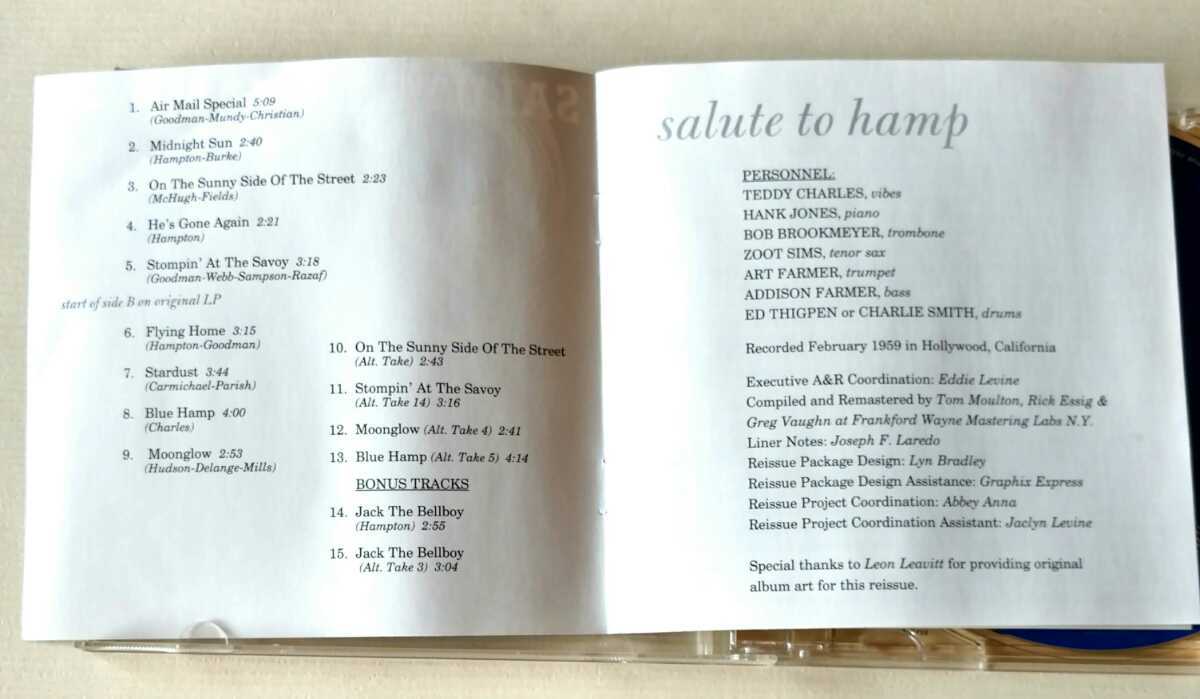 1. Air Mail Special 5:09
(Goodman-Mundy-Christian)
2. Midnight Sun 2:40
(Hampton-Burke)
3. On The Sunny Side Of The Street 2:23
(McHugh-Fields)
4. He's Gone Again 2:21
(Hampton)
5. Stompin' At The Savoy 3:18
(Goodman-Webb-Sampson-Razaf)
start of side B on original LP
6. Flying Home 3:15
(Hampton-Goodman)
7. Stardust 3:44
(Carmichael-Parish)
8. Blue Hamp 4:00
(Charles)
9. Moonglow 2:53
(Hudson-Delange-Mills)
10. On The Sunny Side Of The Street
(Alt. Take) 2:43
11. Stompin' At The Savoy
(Alt. Take 14) 3:16
12. Moonglow (Alt. Take 4) 2:41
13. Blue Hamp (Alt. Take 5) 4:14
BONUS TRACKS
14. Jack The Bellboy
(Hampton) 2:55
15. Jack The Bellboy
(Alt. Take 3) 3:04
salute to hamp
PERSONNEL:
TEDDY CHARLES, vibes
HANK JONES, piano
BOB BROOKMEYER, trombone
ZOOT SIMS, tenor sax
ART FARMER, trumpet
ADDISON FARMER, bass
ED THIGPEN or CHARLIE SMITH, drums
Recorded February 1959 in Hollywood, California
Executive A&R Coordination: Eddie Levine
Compiled and Remastered by Tom Moulton, Rick Essig &
Greg Vaughn at Frankford Wayne Mastering Labs N.Y.
Liner Notes: Joseph F. Laredo
Reissue Package Design: Lyn Bradley
Reissue Package Design Assistance: Graphix Express
Reissue Project Coordination: Abbey Anna
Reissue Project Coordination Assistant: Jaclyn Levine
Special thanks to Leon Leavitt for providing original
album art for this reissue.